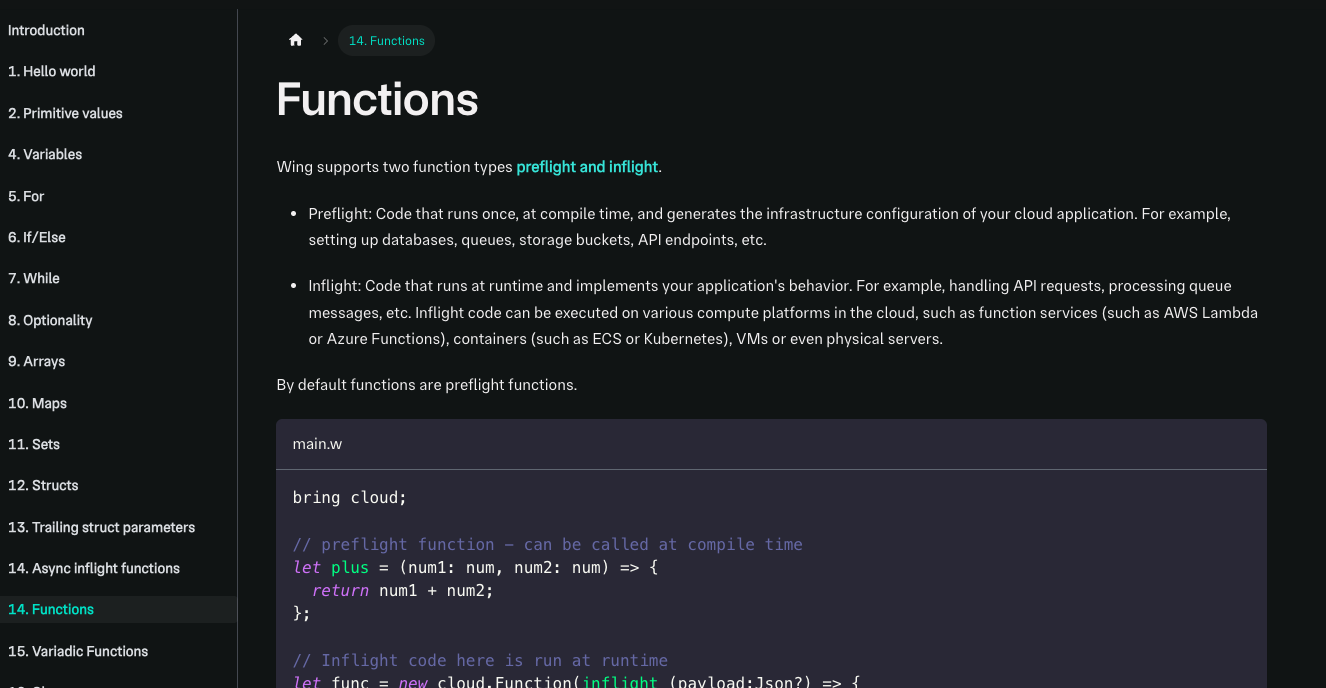 Introduction
1. Hello world
2. Primitive values
4. Variables
5. For
6. If/Else
7. While
8. Optionality
9. Arrays
10. Maps
11. Sets
12. Structs
13. Trailing struct parameters
14. Async inflight functions
14. Functions
15. Variadic Functions
14. Functions
Functions
Wing supports two function types preflight and inflight.
• Preflight: Code that runs once, at compile time, and generates the infrastructure configuration of your cloud application. For example,
setting up databases, queues, storage buckets, API endpoints, etc.
• Inflight: Code that runs at runtime and implements your application's behavior. For example, handling API requests, processing queue
messages, etc. Inflight code can be executed on various compute platforms in the cloud, such as function services (such as AWS Lambda
or Azure Functions), containers (such as ECS or Kubernetes), VMs or even physical servers.
By default functions are preflight functions.
main.w
bring cloud;
// preflight function – can be called at compile time
let plus = (num1: num, num2: num) => {
return num1 + num2;
};
// Inflight code here is run at runtime
let func = new cloud.Function(inflight (payload:Json?) => {